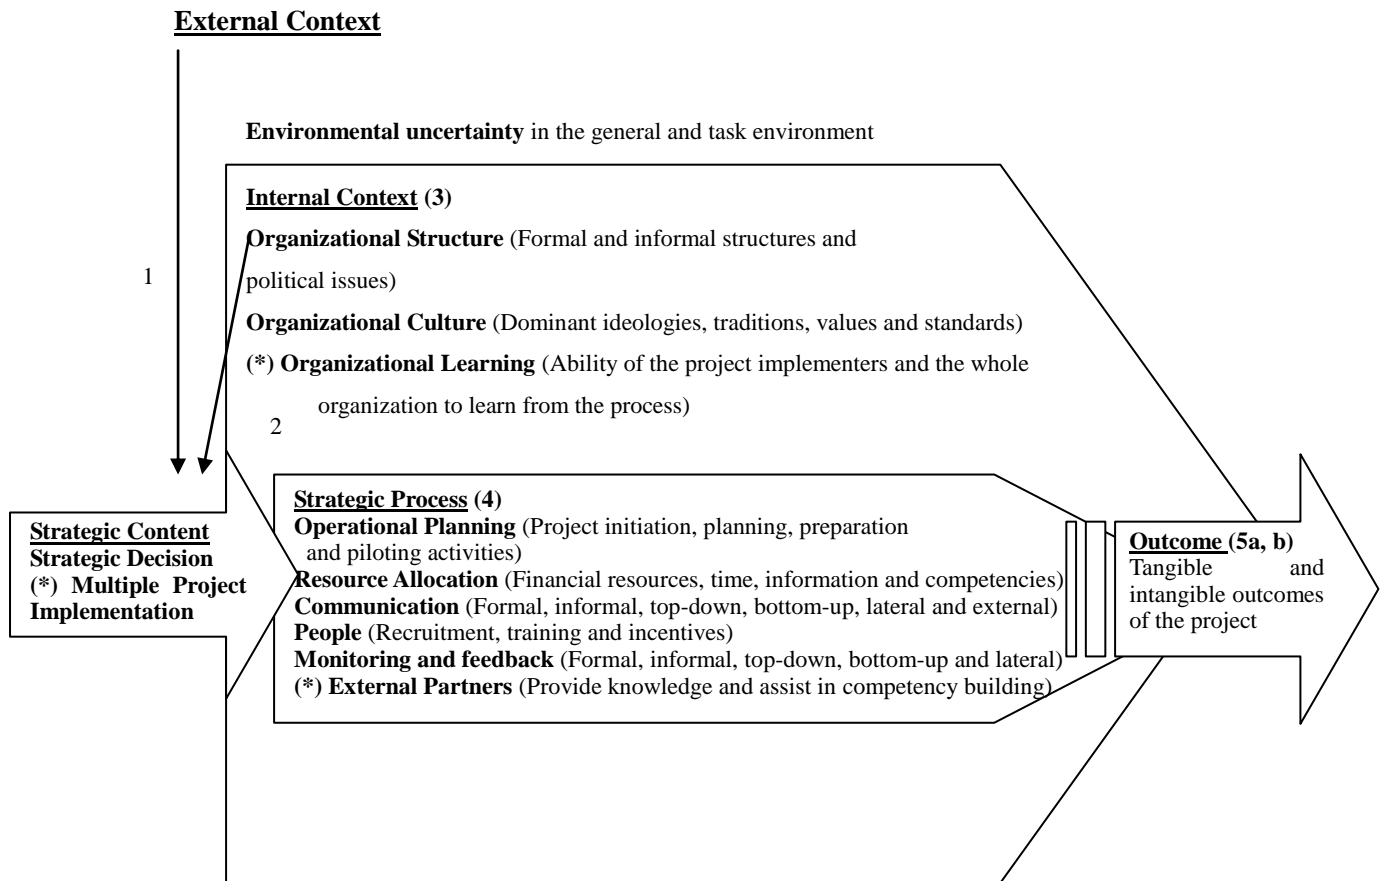 External Context
Environmental uncertainty in the general and task environment
Internal Context (3)
Organizational Structure (Formal and informal structures and
political issues)
1
Organizational Culture (Dominant ideologies, traditions, values and standards)
(*) Organizational Learning (Ability of the project implementers and the whole
organization to learn from the process)
2
Strategic Content
Strategic Decision
(*) Multiple Project
Implementation
Strategic Process (4)
Operational Planning (Project initiation, planning, preparation
and piloting activities)
Resource Allocation (Financial resources, time, information and competencies)
Communication (Formal, informal, top-down, bottom-up, lateral and external)
People (Recruitment, training and incentives)
Monitoring and feedback (Formal, informal, top-down, bottom-up and lateral)
(*) External Partners (Provide knowledge and assist in competency building)
Outcome (5a, b)
Tangible and
intangible outcomes
of the project